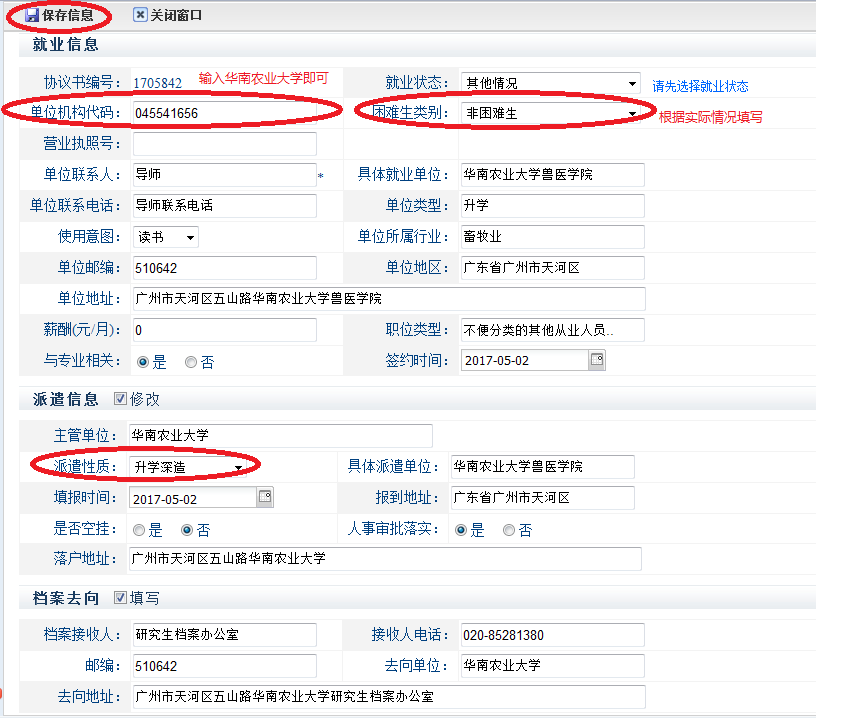 保存信息 关闭窗口
就业信息
协议书编号： 1705842 输入华南农业大学即可 就业状态： 其他情况 请先选择就业状态
单位机构代码： 045541656 困难生类别： 非困难生 根据实际情况填写
营业执照号：
单位联系人： 导师 * 具体就业单位： 华南农业大学兽医学院
单位联系电话： 导师联系电话 单位类型： 升学
使用意图： 读书 单位所属行业： 畜牧业
单位邮编： 510642 单位地区： 广东省广州市天河区
单位地址： 广州市天河区五山路华南农业大学兽医学院
薪酬(元/月)： 0 职位类型： 不便分类的其他从业人员..
与专业相关： 是 否 签约时间： 2017-05-02
派遣信息 修改
主管单位： 华南农业大学
派遣性质： 升学深造 具体派遣单位： 华南农业大学兽医学院
填报时间： 2017-05-02 报到地址： 广东省广州市天河区
是否空挂： 是 否 人事审批落实： 是 否
落户地址： 广州市天河区五山路华南农业大学
档案去向 填写
档案接收人： 研究生档案办公室 接收人电话： 020-85281380
邮编： 510642 去向单位： 华南农业大学
去向地址： 广州市天河区五山路华南农业大学研究生档案办公室